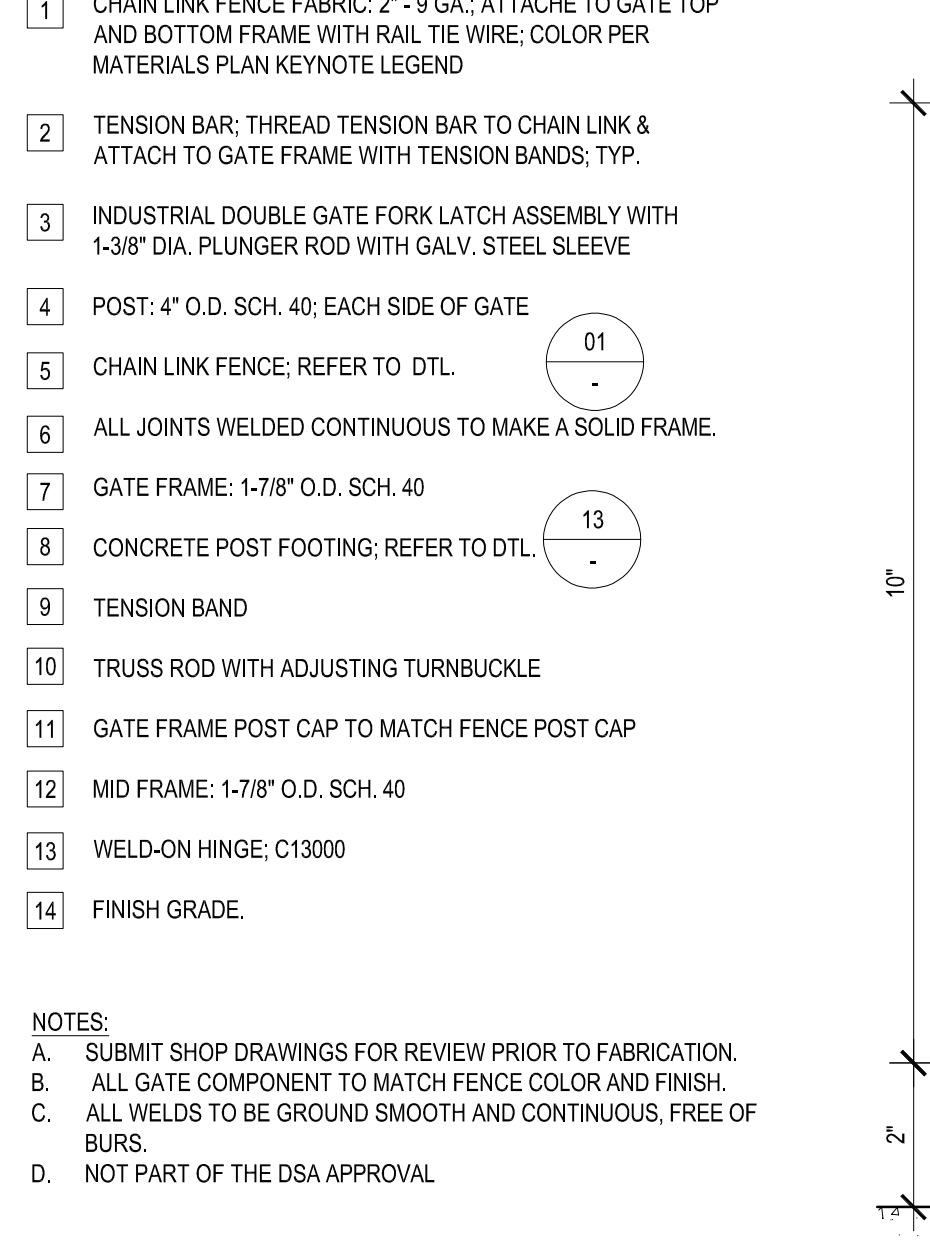 1 CHAIN LINK FENCE FABRIC: 2" - 9 GA.; ATTACHE TO GATE TOP
AND BOTTOM FRAME WITH RAIL TIE WIRE; COLOR PER
MATERIALS PLAN KEYNOTE LEGEND
2 TENSION BAR; THREAD TENSION BAR TO CHAIN LINK &
ATTACH TO GATE FRAME WITH TENSION BANDS; TYP.
3 INDUSTRIAL DOUBLE GATE FORK LATCH ASSEMBLY WITH
1-3/8" DIA. PLUNGER ROD WITH GALV. STEEL SLEEVE
4 POST: 4" O.D. SCH. 40; EACH SIDE OF GATE
01
5 CHAIN LINK FENCE; REFER TO DTL.
-
6 ALL JOINTS WELDED CONTINUOUS TO MAKE A SOLID FRAME.
7 GATE FRAME: 1-7/8" O.D. SCH. 40
13
8 CONCRETE POST FOOTING; REFER TO DTL.
-
9 TENSION BAND
10 TRUSS ROD WITH ADJUSTING TURNBUCKLE
11 GATE FRAME POST CAP TO MATCH FENCE POST CAP
12 MID FRAME: 1-7/8" O.D. SCH. 40
13 WELD-ON HINGE; C13000
14 FINISH GRADE.
NOTES:
A. SUBMIT SHOP DRAWINGS FOR REVIEW PRIOR TO FABRICATION.
B. ALL GATE COMPONENT TO MATCH FENCE COLOR AND FINISH.
C. ALL WELDS TO BE GROUND SMOOTH AND CONTINUOUS, FREE OF
BURS.
D. NOT PART OF THE DSA APPROVAL
10"
2"